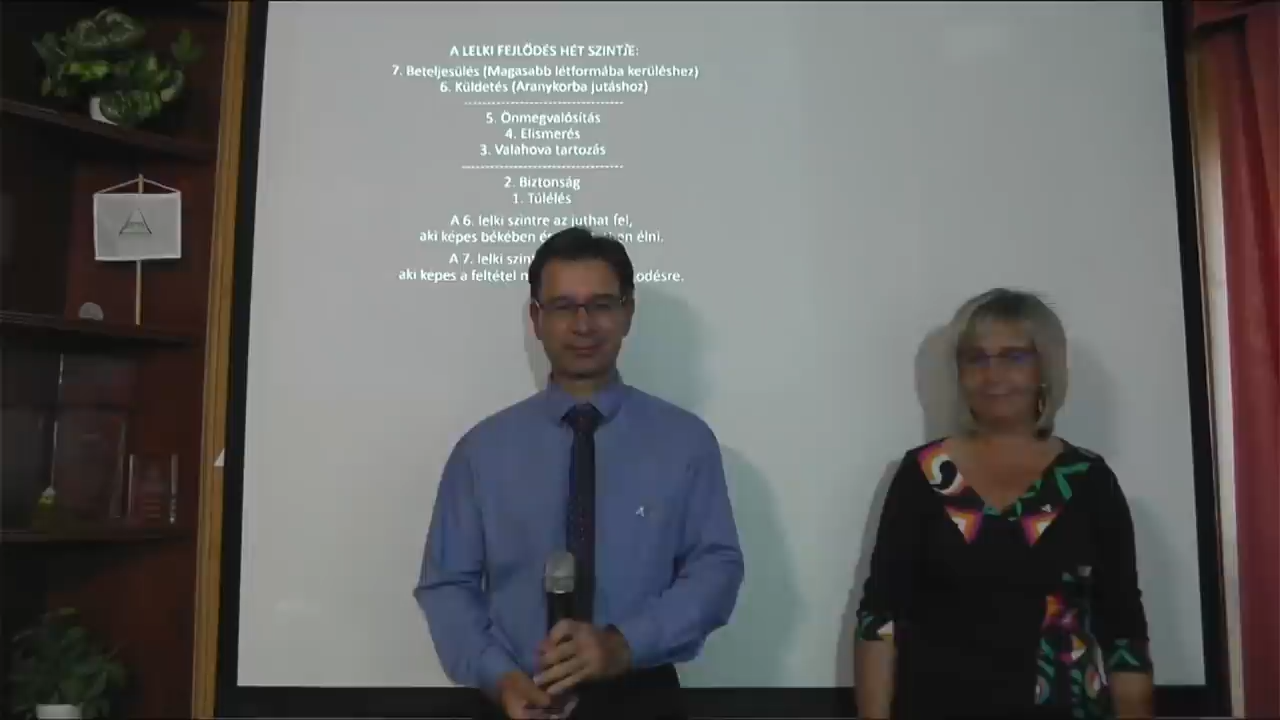 A LELKI FEJLŐDÉS HÉT SZINTJE:
7. Beteljesülés (Magasabb létformába kerüléshez)
6. Küldetés (Aranykorba jutáshoz)
5. Önmegvalósítás
4. Elismerés
3. Valahova tartozás
2. Biztonság
1. Túlélés
A 6. lelki szintre az juthat fel,
aki képes békében élni.
A 7. lelki
aki képes a feltétel